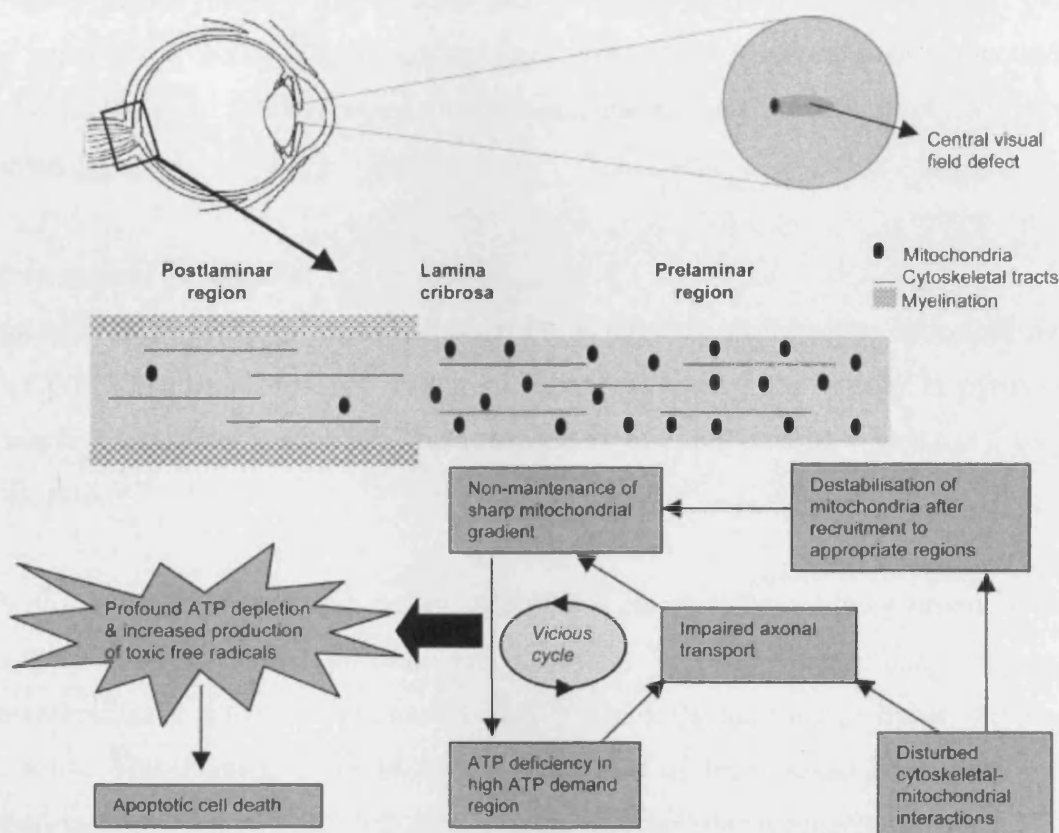 Central visual
field defect
Mitochondria
Cytoskeletal tracts
Myelination
Postlaminar
region
Lamina
cribrosa
Prelaminar
region
Non-maintenance of
sharp mitochondrial
gradient
Destabilisation of
mitochondria after
recruitment to
appropriate regions
Profound ATP depletion
& increased production
of toxic free radicals
Vicious
cycle
Impaired axonal
transport
Apoptotic cell death
ATP deficiency in
high ATP demand
region
Disturbed
cytoskeletal-
mitochondrial
interactions